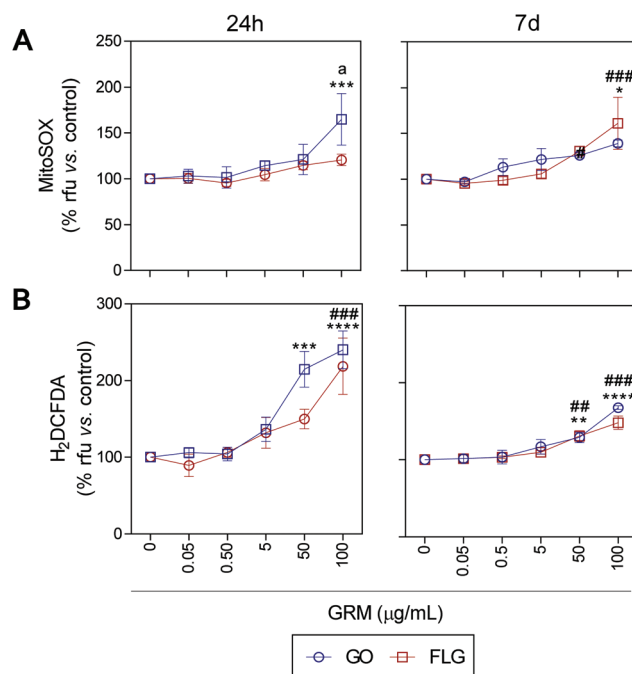 24h
7d
A
MitoSOX
(% rfu vs. control)
250
200
150
100
50
0
a
***
###
*
#
B
H₂DCFDA
(% rfu vs. control)
300
200
100
0
***
###
****
##
**
###
****
0
0.05
0.50
5
50
100
0
0.05
0.5
5
50
100
GRM (µg/mL)
GO
FLG